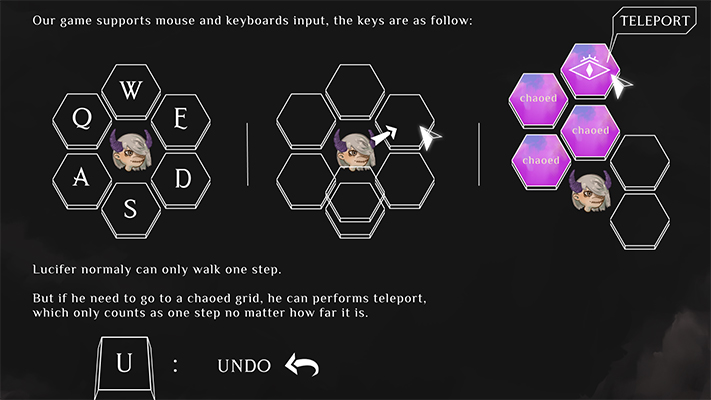 Our game supports mouse and keyboards input, the keys are as follow:
TELEPORT
W
Q
E
A
D
S
chaoed
chaoed
chaoed
Lucifer normaly can only walk one step.
But if he need to go to a chaoed grid, he can performs teleport,
which only counts as one step no matter how far it is.
U : UNDO